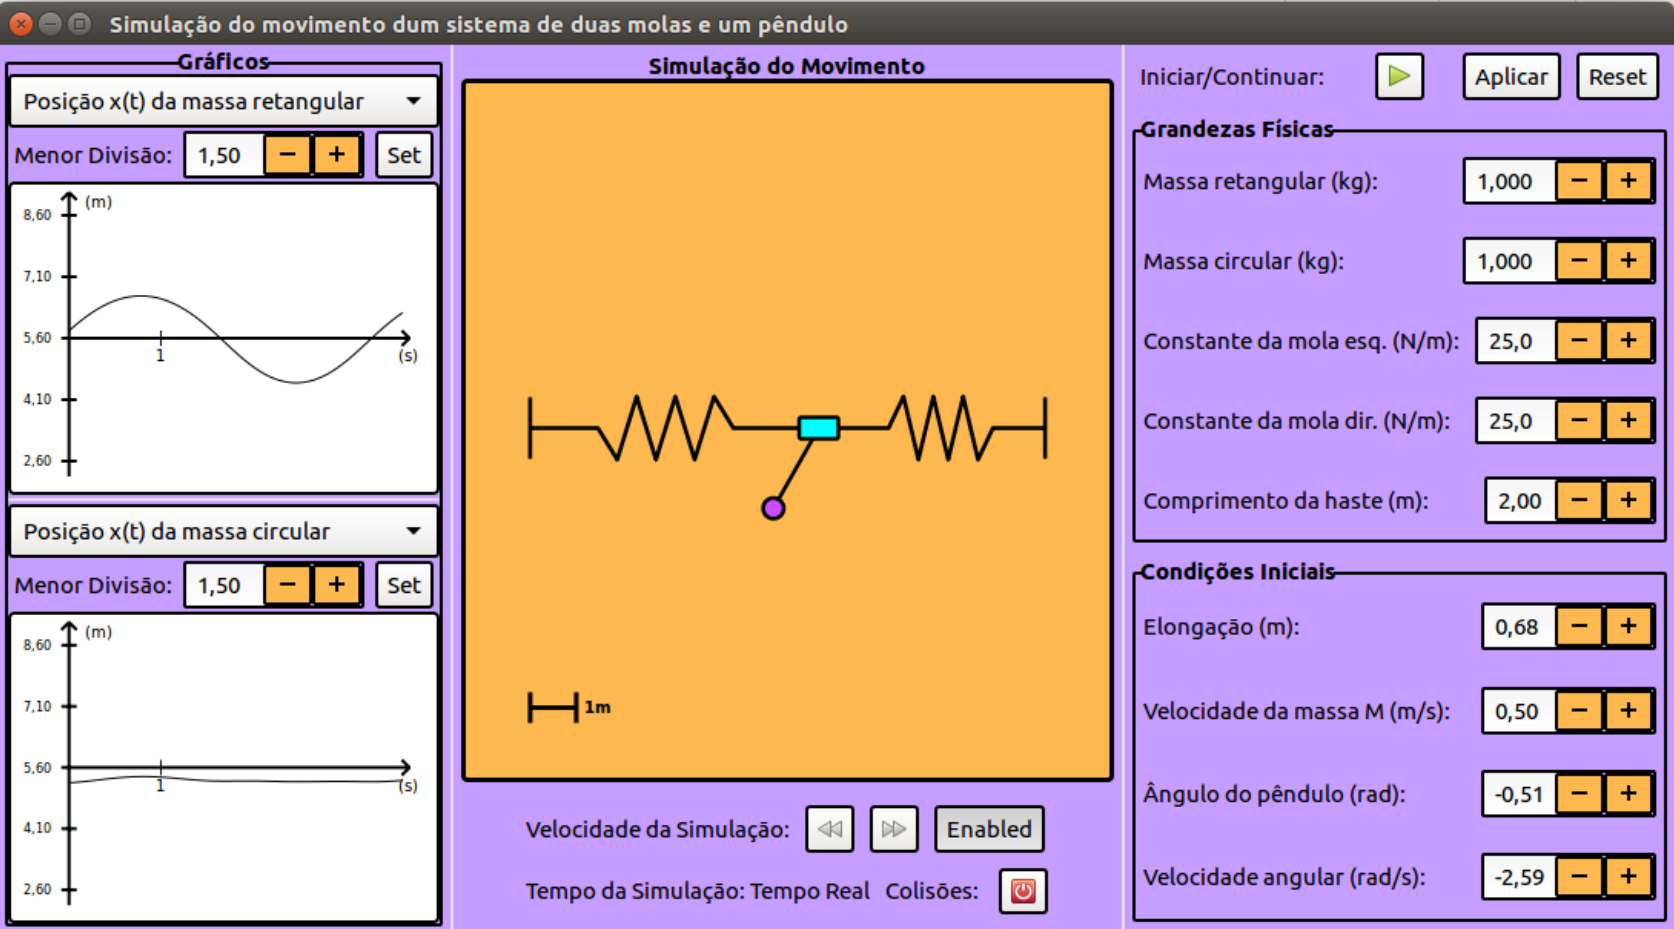 Simulação do movimento dum sistema de duas molas e um pêndulo
Gráficos
Posição x(t) da massa retangular
Menor Divisão: 1,50 − + Set
(m)
8,60
7,10
5,60
4,10
2,60
1
(s)
Posição x(t) da massa circular
Menor Divisão: 1,50 − + Set
(m)
8,60
7,10
5,60
4,10
2,60
1
(s)
Simulação do Movimento
1m
Velocidade da Simulação: Enabled
Tempo da Simulação: Tempo Real Colisões:
Iniciar/Continuar: Aplicar Reset
Grandezas Físicas
Massa retangular (kg): 1,000 − +
Massa circular (kg): 1,000 − +
Constante da mola esq. (N/m): 25,0 − +
Constante da mola dir. (N/m): 25,0 − +
Comprimento da haste (m): 2,00 − +
Condições Iniciais
Elongação (m): 0,68 − +
Velocidade da massa M (m/s): 0,50 − +
Ângulo do pêndulo (rad): -0,51 − +
Velocidade angular (rad/s): -2,59 − +